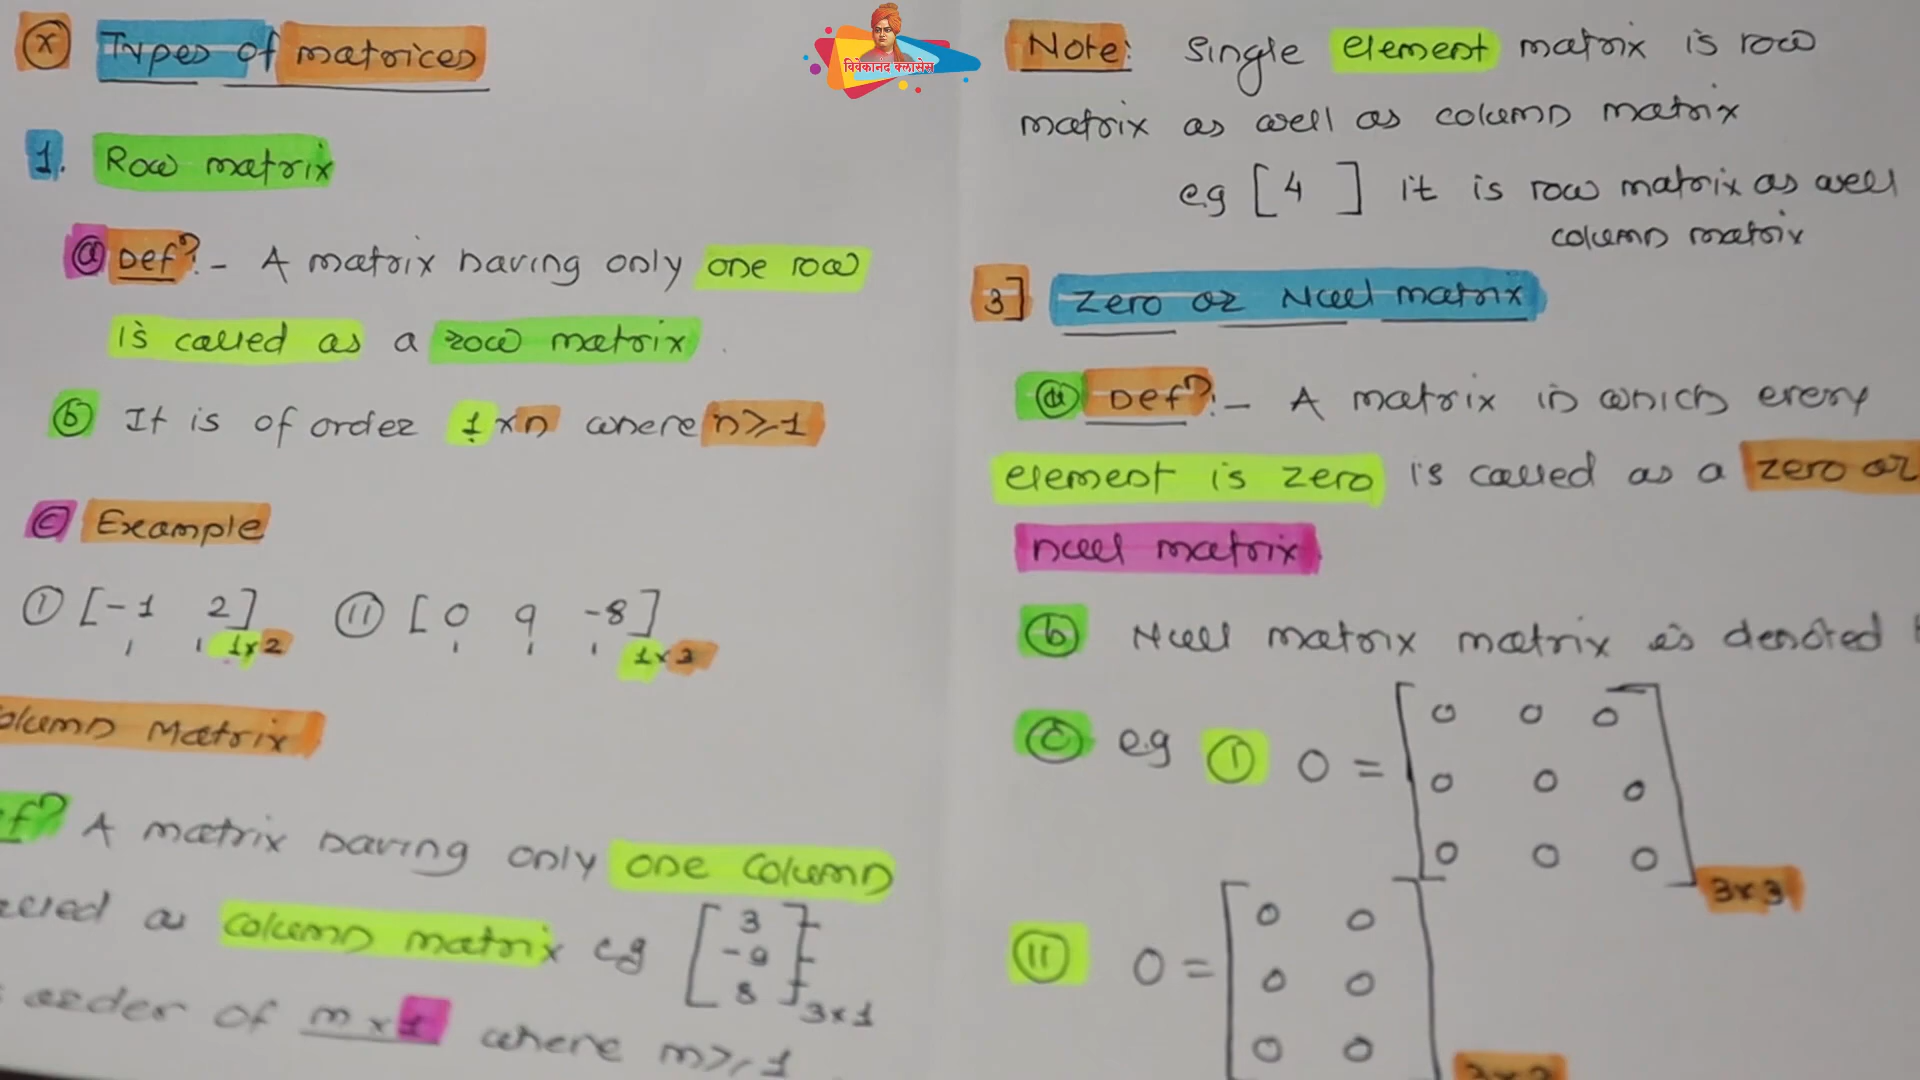 x Types of matrices
1. Row matrix
a Defn:- A matrix having only one row
is called as a row matrix.
b It is of order 1×n where n≥1
c Example
I [-1 2] 1×2 II [0 9 -8] 1×3
olumn Matrix
f? A matrix having only one column
as column matrix eg [3
-9
8] 3×1
order of m×1 where m≥1
विवेकानंद क्लासेस
Note: Single element matrix is row
matrix as well as column matrix
eg [4 ] it is row matrix as well
column matrix
3] Zero or Null matrix
a Defn:- A matrix in which every
element is zero is called as a zero or
null matrix
b Null matrix matrix is denoted
c eg I 0 = [0 0 0
0 0 0
0 0 0] 3×3
II 0 = [0 0
0 0
0 0